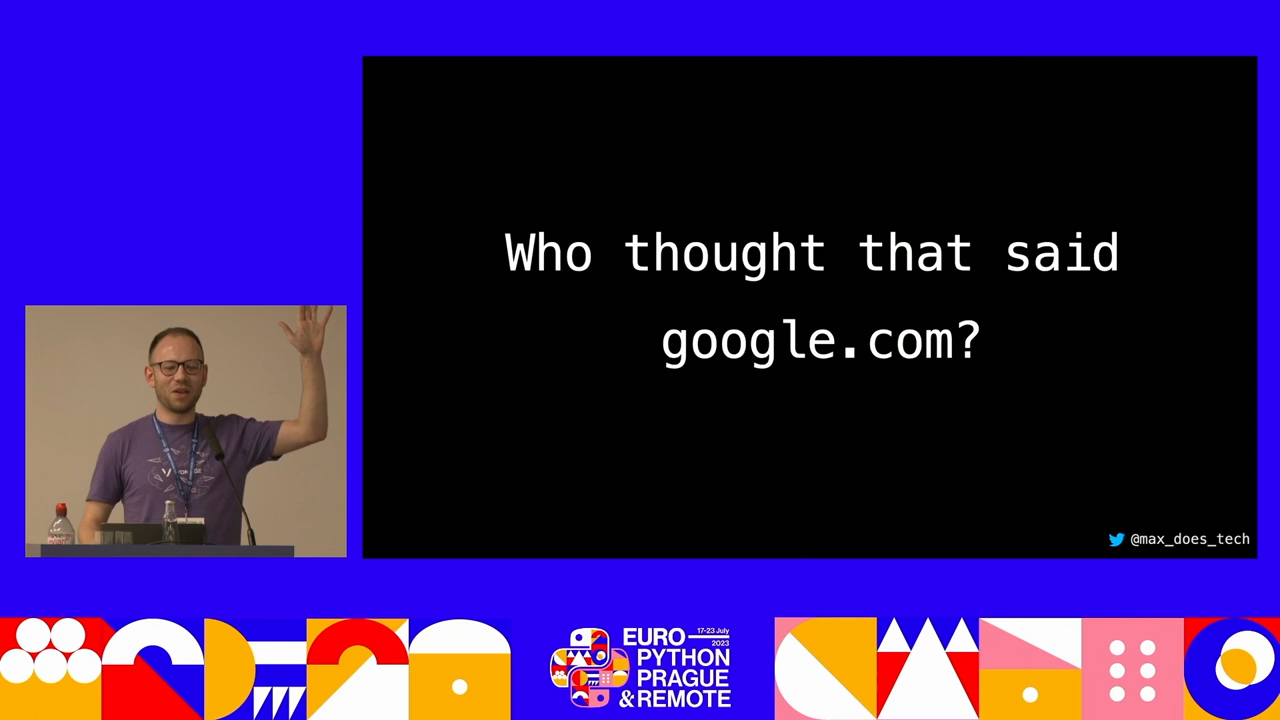 Who thought that said
google.com?
@max_does_tech
17-23 July
2023
EURO
PYTHON
PRAGUE
&REMOTE